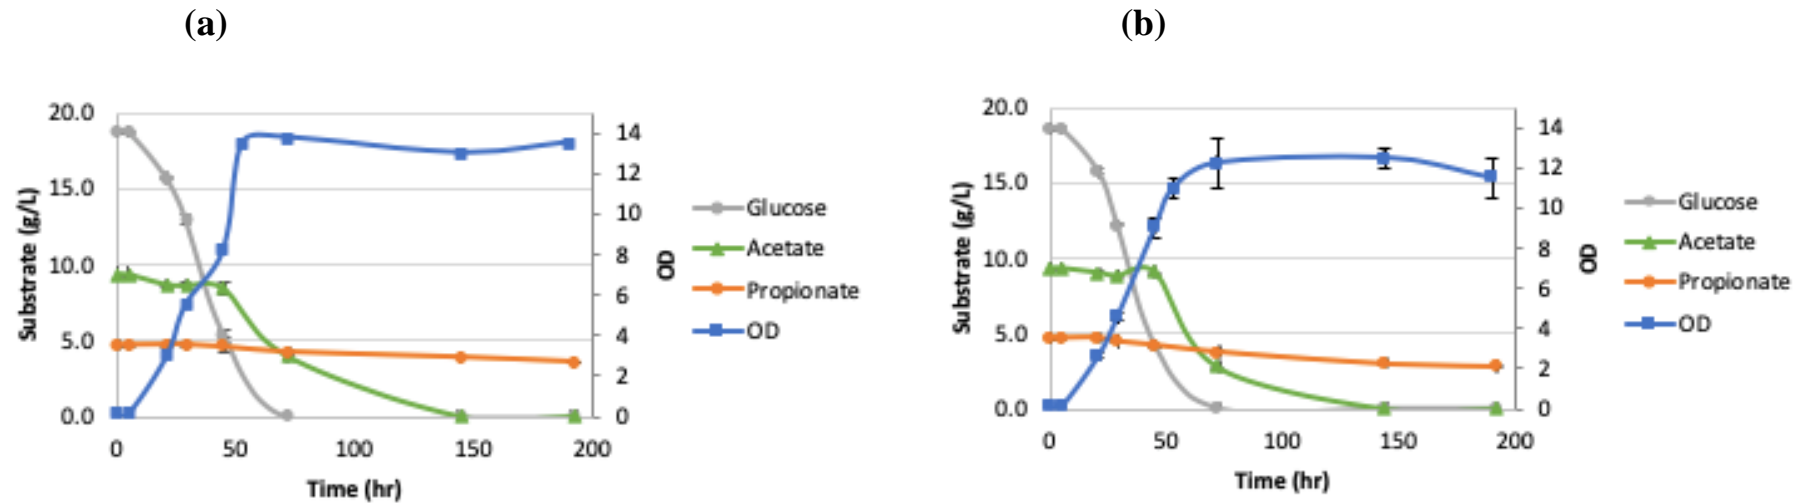 (a)
20.0
15.0
10.0
5.0
0.0
Substrate (g/L)
14
12
10
8
6
4
2
0
OD
0
50
100
150
200
Time (hr)
Glucose
Acetate
Propionate
OD
(b)
20.0
15.0
10.0
5.0
0.0
Substrate (g/L)
14
12
10
8
6
4
2
0
OD
0
50
100
150
200
Time (hr)
Glucose
Acetate
Propionate
OD